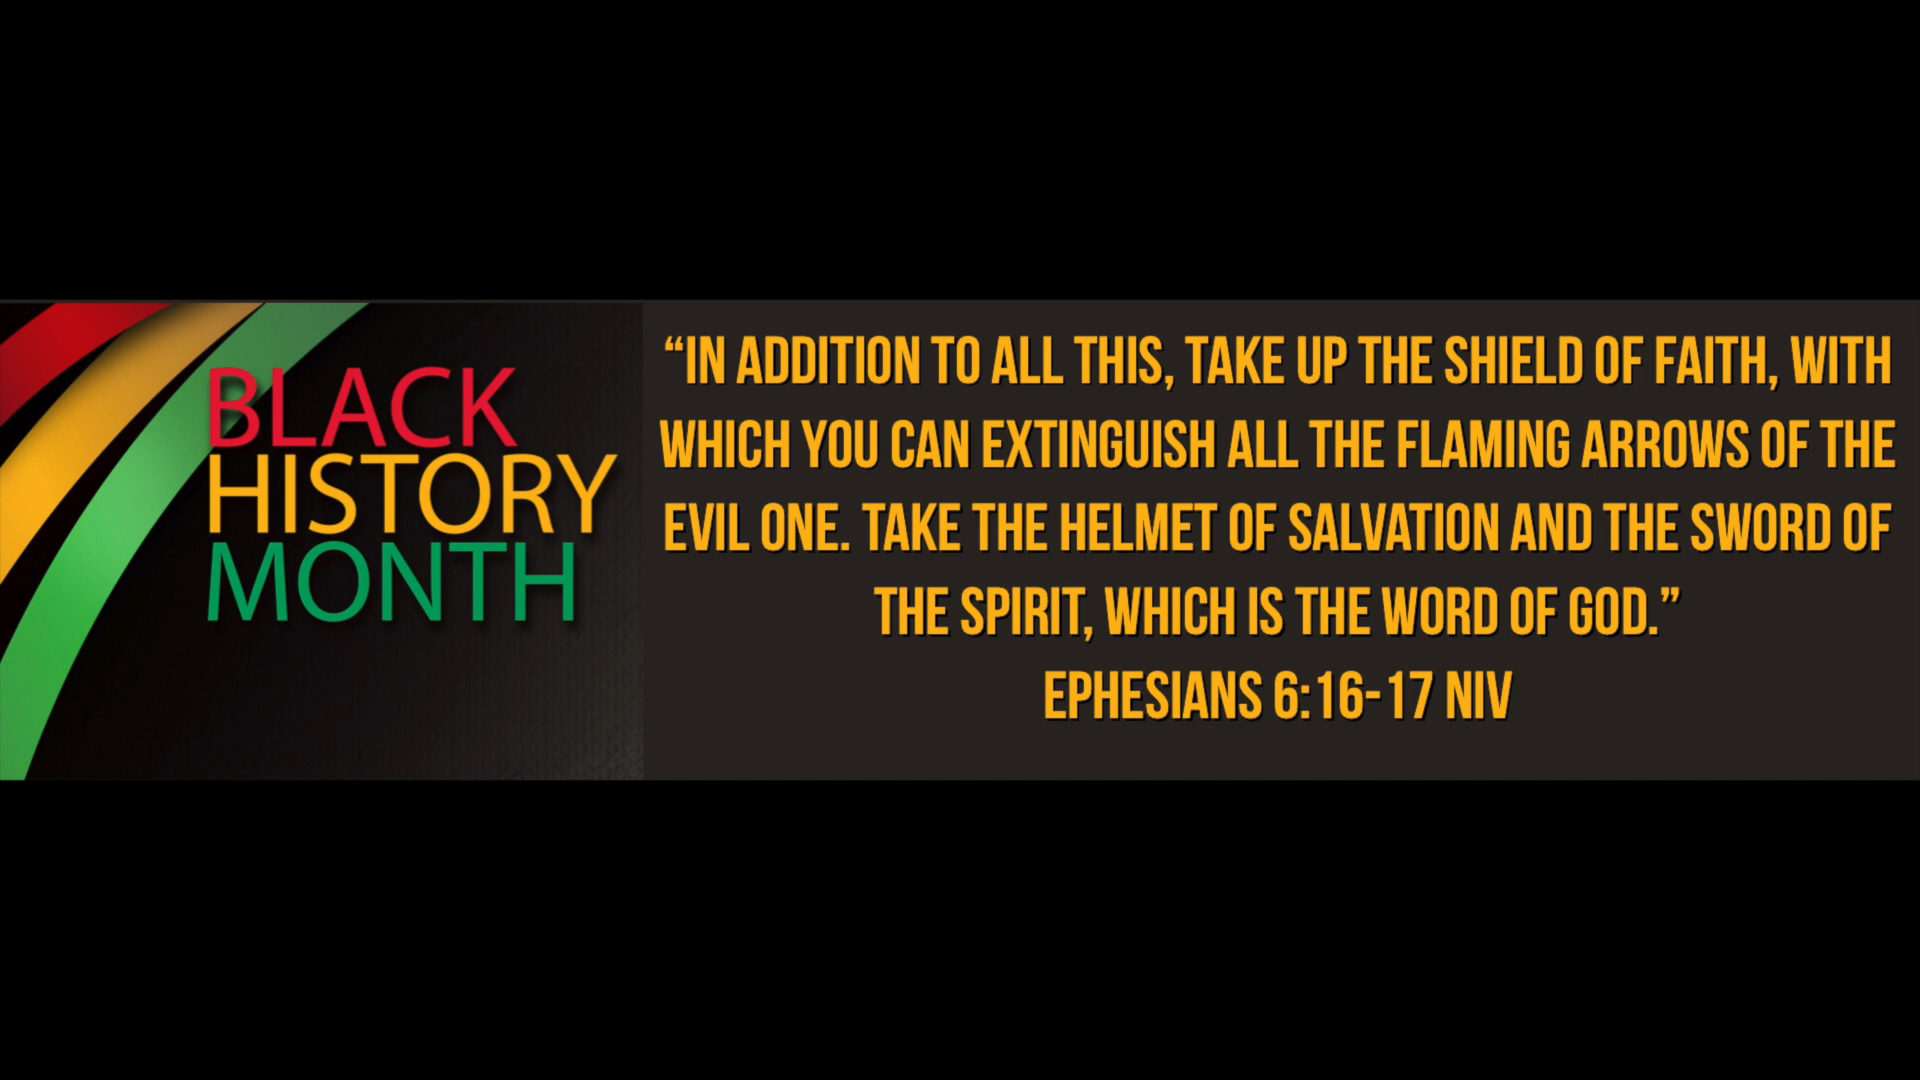 BLACK
HISTORY
MONTH
“IN ADDITION TO ALL THIS, TAKE UP THE SHIELD OF FAITH, WITH
WHICH YOU CAN EXTINGUISH ALL THE FLAMING ARROWS OF THE
EVIL ONE. TAKE THE HELMET OF SALVATION AND THE SWORD OF
THE SPIRIT, WHICH IS THE WORD OF GOD.”
EPHESIANS 6:16-17 NIV